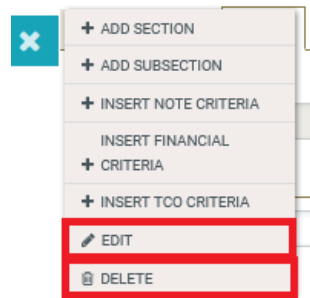 + ADD SECTION
+ ADD SUBSECTION
+ INSERT NOTE CRITERIA
INSERT FINANCIAL
+ CRITERIA
+ INSERT TCO CRITERIA
EDIT
DELETE